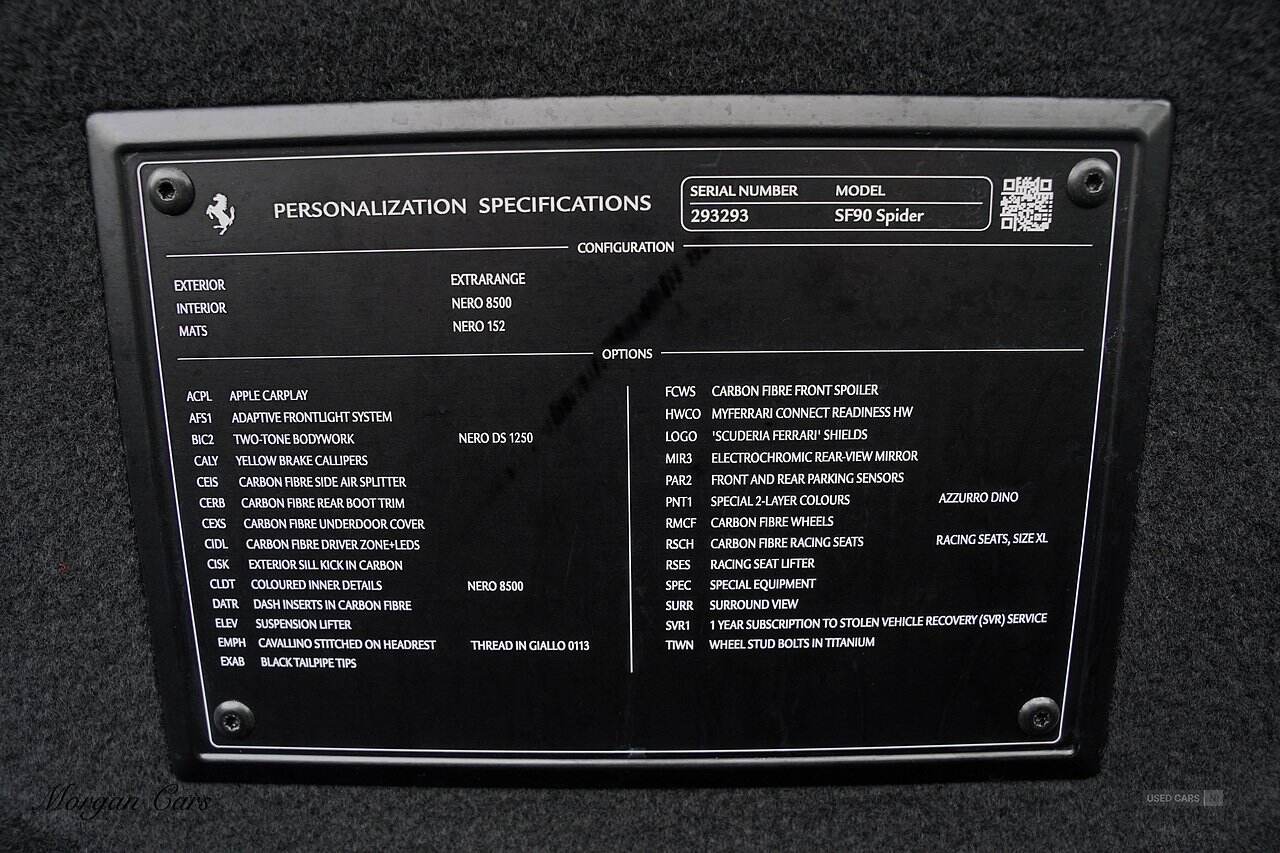 PERSONALIZATION SPECIFICATIONS
SERIAL NUMBER MODEL
293293 SF90 Spider
CONFIGURATION
EXTERIOR EXTRARANGE
INTERIOR NERO 8500
MATS NERO 152
OPTIONS
ACPL APPLE CARPLAY
AFS1 ADAPTIVE FRONTLIGHT SYSTEM
BIC2 TWO-TONE BODYWORK NERO DS 1250
CALY YELLOW BRAKE CALLIPERS
CEIS CARBON FIBRE SIDE AIR SPLITTER
CERB CARBON FIBRE REAR BOOT TRIM
CEXS CARBON FIBRE UNDERDOOR COVER
CIDL CARBON FIBRE DRIVER ZONE+LEDS
CISK EXTERIOR SILL KICK IN CARBON
CLDT COLOURED INNER DETAILS NERO 8500
DATR DASH INSERTS IN CARBON FIBRE
ELEV SUSPENSION LIFTER
EMPH CAVALLINO STITCHED ON HEADREST THREAD IN GIALLO 0113
EXAB BLACK TAILPIPE TIPS
FCWS CARBON FIBRE FRONT SPOILER
HWCO MYFERRARI CONNECT READINESS HW
LOGO 'SCUDERIA FERRARI' SHIELDS
MIR3 ELECTROCHROMIC REAR-VIEW MIRROR
PAR2 FRONT AND REAR PARKING SENSORS
PNT1 SPECIAL 2-LAYER COLOURS AZZURRO DINO
RMCF CARBON FIBRE WHEELS
RSCH CARBON FIBRE RACING SEATS RACING SEATS, SIZE XL
RSES RACING SEAT LIFTER
SPEC SPECIAL EQUIPMENT
SURR SURROUND VIEW
SVR1 1 YEAR SUBSCRIPTION TO STOLEN VEHICLE RECOVERY (SVR) SERVICE
TIWN WHEEL STUD BOLTS IN TITANIUM
Morgan Cars
USED CARS NI